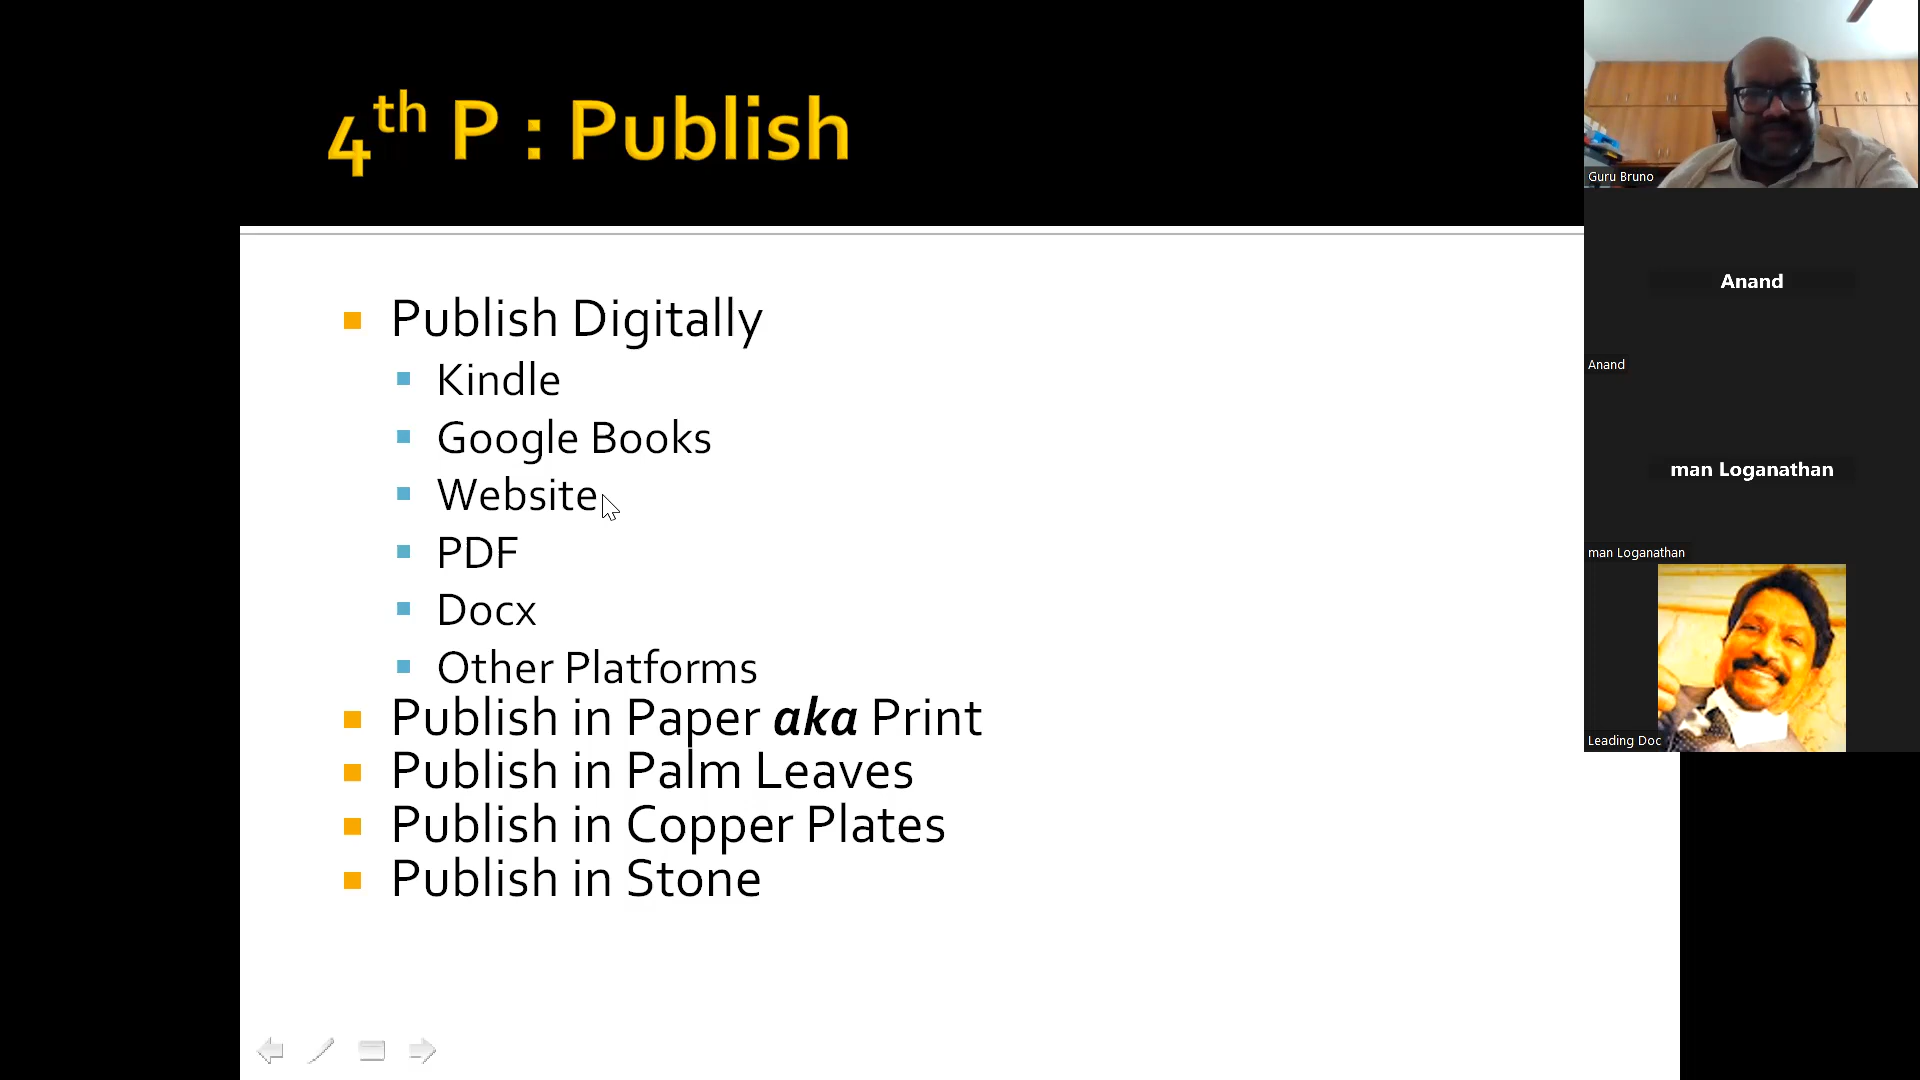 4th P : Publish
Publish Digitally
Kindle
Google Books
Website
PDF
Docx
Other Platforms
Publish in Paper aka Print
Publish in Palm Leaves
Publish in Copper Plates
Publish in Stone
Guru Bruno
Anand
Anand
man Loganathan
man Loganathan
Leading Doc